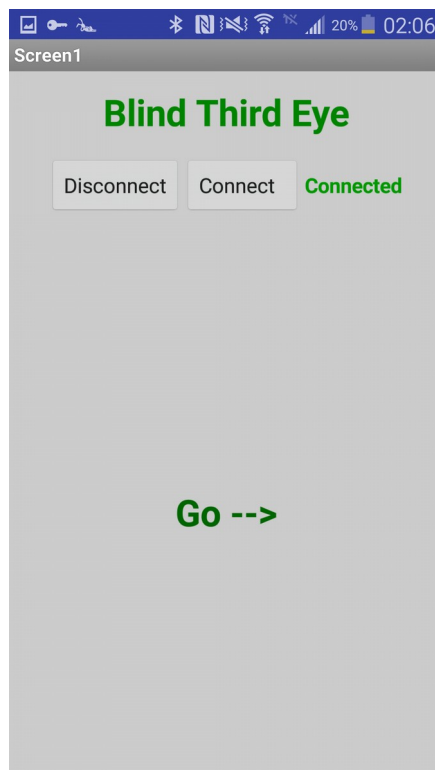 20% 02:06
Screen1
Blind Third Eye
Disconnect Connect Connected
Go -->